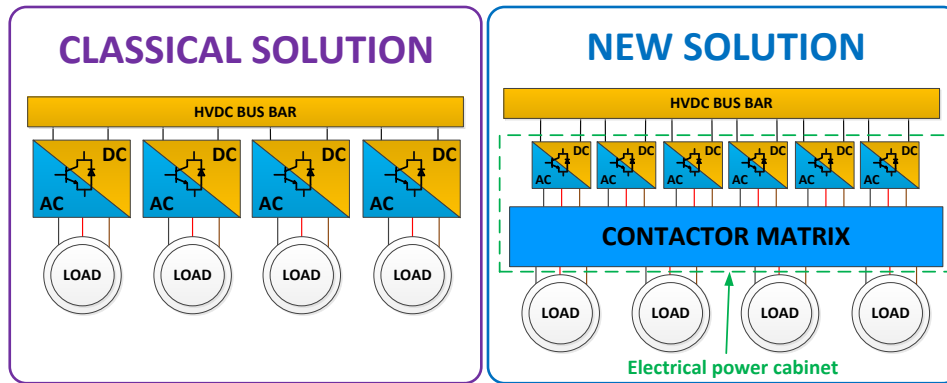 CLASSICAL SOLUTION
HVDC BUS BAR
DC
AC
DC
AC
DC
AC
DC
AC
LOAD
LOAD
LOAD
LOAD
NEW SOLUTION
HVDC BUS BAR
DC
AC
DC
AC
DC
AC
DC
AC
DC
AC
DC
AC
CONTACTOR MATRIX
LOAD
LOAD
LOAD
LOAD
Electrical power cabinet